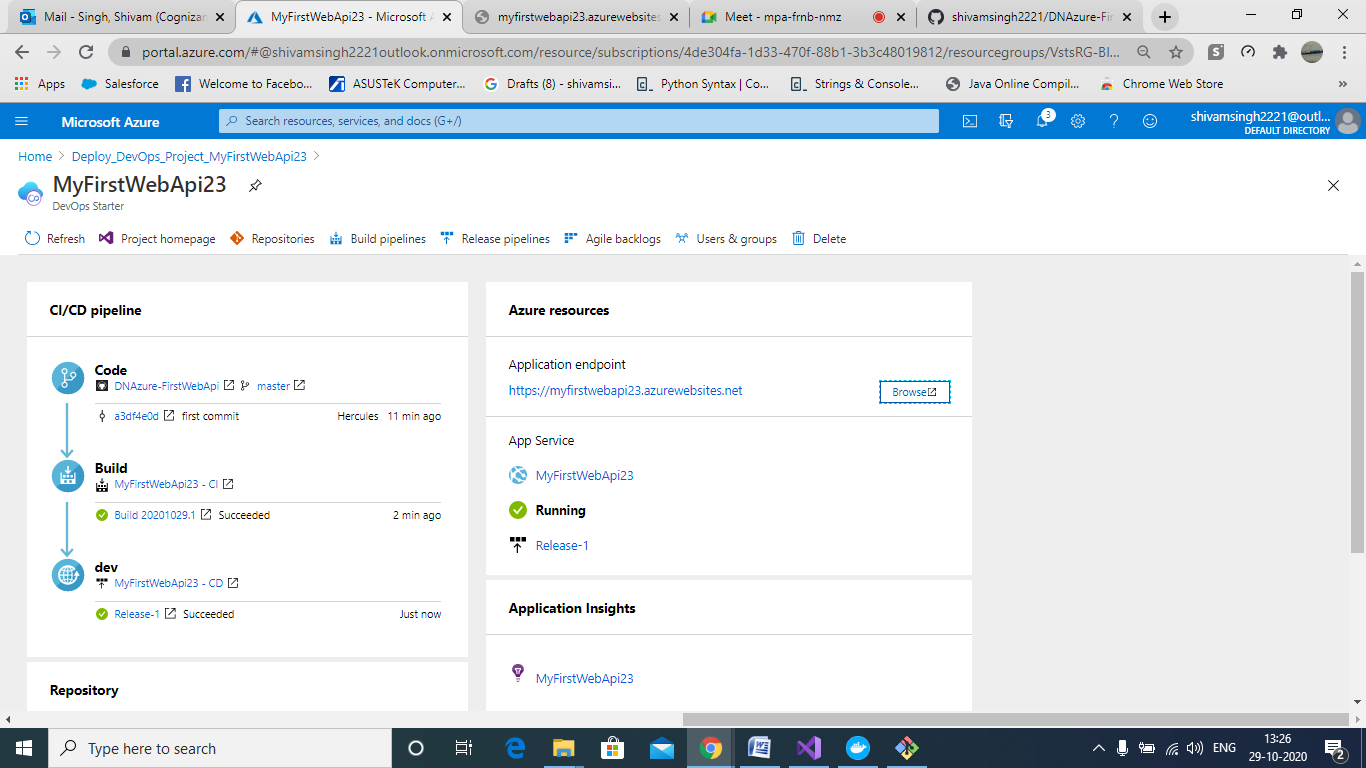 Mail - Singh, Shivam (Cognizan
MyFirstWebApi23 - Microsoft A
myfirstwebapi23.azurewebsites
Meet - mpa-frnb-nmz
shivamsingh2221/DNAzure-Fir
portal.azure.com/#@shivamsingh2221outlook.onmicrosoft.com/resource/subscriptions/4de304fa-1d33-470f-88b1-3b3c48019812/resourcegroups/VstsRG-Bl...
Apps Salesforce Welcome to Facebo... ASUSTeK Computer... Drafts (8) - shivamsi... Python Syntax | Co... Strings & Console... Java Online Compil... Chrome Web Store »
Microsoft Azure
Search resources, services, and docs (G+/)
3
shivamsingh2221@outl...
DEFAULT DIRECTORY
Home > Deploy_DevOps_Project_MyFirstWebApi23 >
MyFirstWebApi23
DevOps Starter
Refresh Project homepage Repositories Build pipelines Release pipelines Agile backlogs Users & groups Delete
CI/CD pipeline
Code
DNAzure-FirstWebApi master
a3df4e0d first commit Hercules 11 min ago
Build
MyFirstWebApi23 - CI
Build 20201029.1 Succeeded 2 min ago
dev
MyFirstWebApi23 - CD
Release-1 Succeeded Just now
Repository
Azure resources
Application endpoint
https://myfirstwebapi23.azurewebsites.net Browse
App Service
MyFirstWebApi23
Running
Release-1
Application Insights
MyFirstWebApi23
Type here to search
ENG
13:26
29-10-2020
2